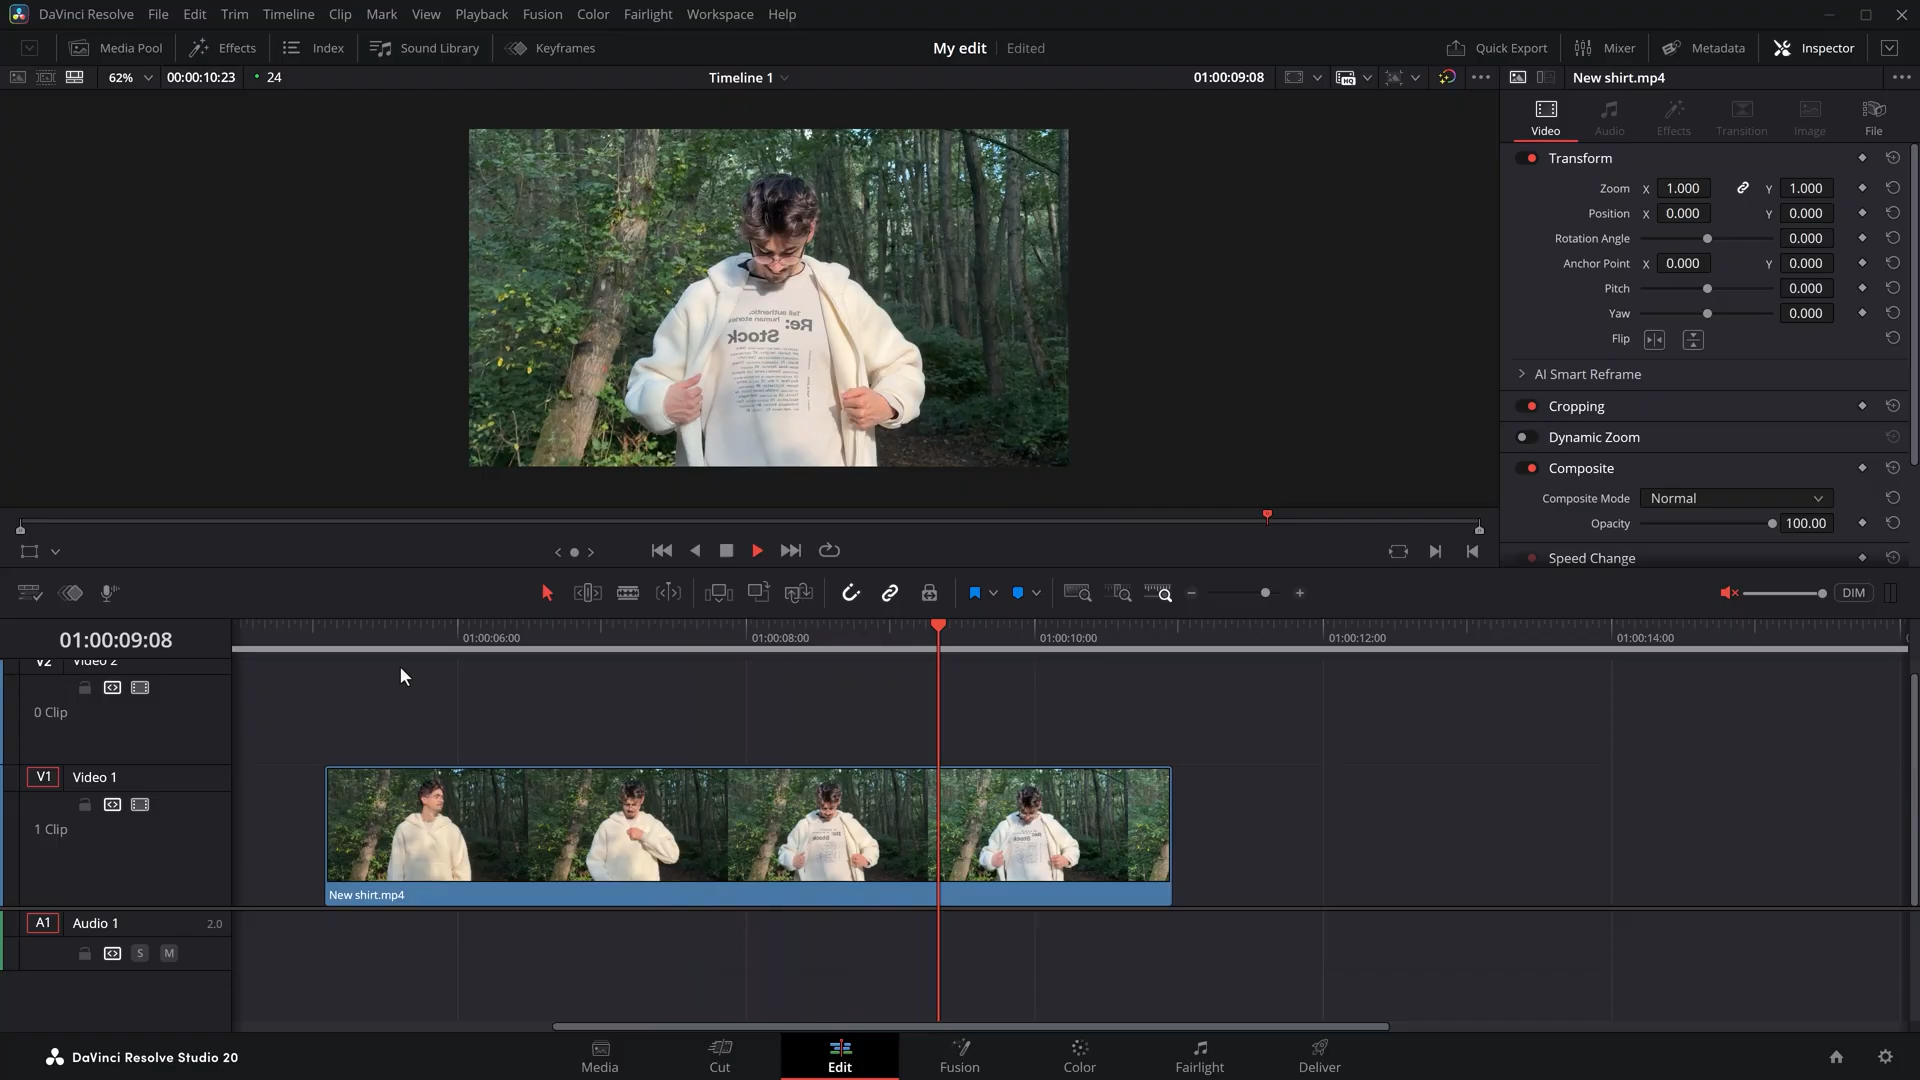 DaVinci Resolve File Edit Trim Timeline Clip Mark View Playback Fusion Color Fairlight Workspace Help
Media Pool Effects Index Sound Library Keyframes My edit Edited Quick Export Mixer Metadata Inspector
62% 00:00:10:23 24 Timeline 1 01:00:09:08 New shirt.mp4
Video Audio Effects Transition Image File
Transform
Zoom X 1.000 Y 1.000
Position X 0.000 Y 0.000
Rotation Angle 0.000
Anchor Point X 0.000 Y 0.000
Pitch 0.000
Yaw 0.000
Flip
AI Smart Reframe
Cropping
Dynamic Zoom
Composite
Composite Mode Normal
Opacity 100.00
Speed Change
Tell authentic.
human stories
Re:
Stock
DIM
01:00:09:08 01:00:06:00 01:00:08:00 01:00:10:00 01:00:12:00 01:00:14:00
V2 Video 2
0 Clip
V1 Video 1
1 Clip
New shirt.mp4
A1 Audio 1 2.0
S M
DaVinci Resolve Studio 20 Media Cut Edit Fusion Color Fairlight Deliver